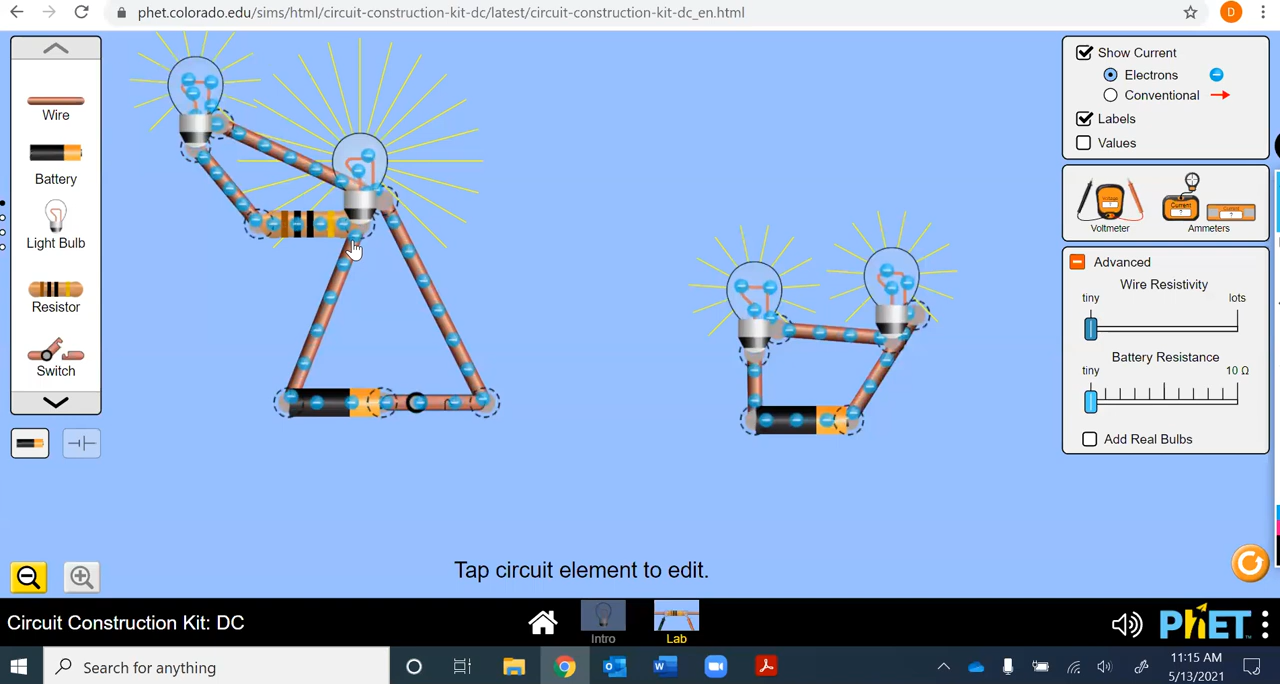 phet.colorado.edu/sims/html/circuit-construction-kit-dc/latest/circuit-construction-kit-dc_en.html
D
Wire
Battery
Light Bulb
Resistor
Switch
Show Current
Electrons
Conventional
Labels
Values
Voltage
?
Current
?
Current
?
Voltmeter
Ammeters
Advanced
Wire Resistivity
tiny lots
Battery Resistance
tiny 10 Ω
Add Real Bulbs
Tap circuit element to edit.
Circuit Construction Kit: DC
Intro
Lab
PhET
Search for anything
11:15 AM
5/13/2021